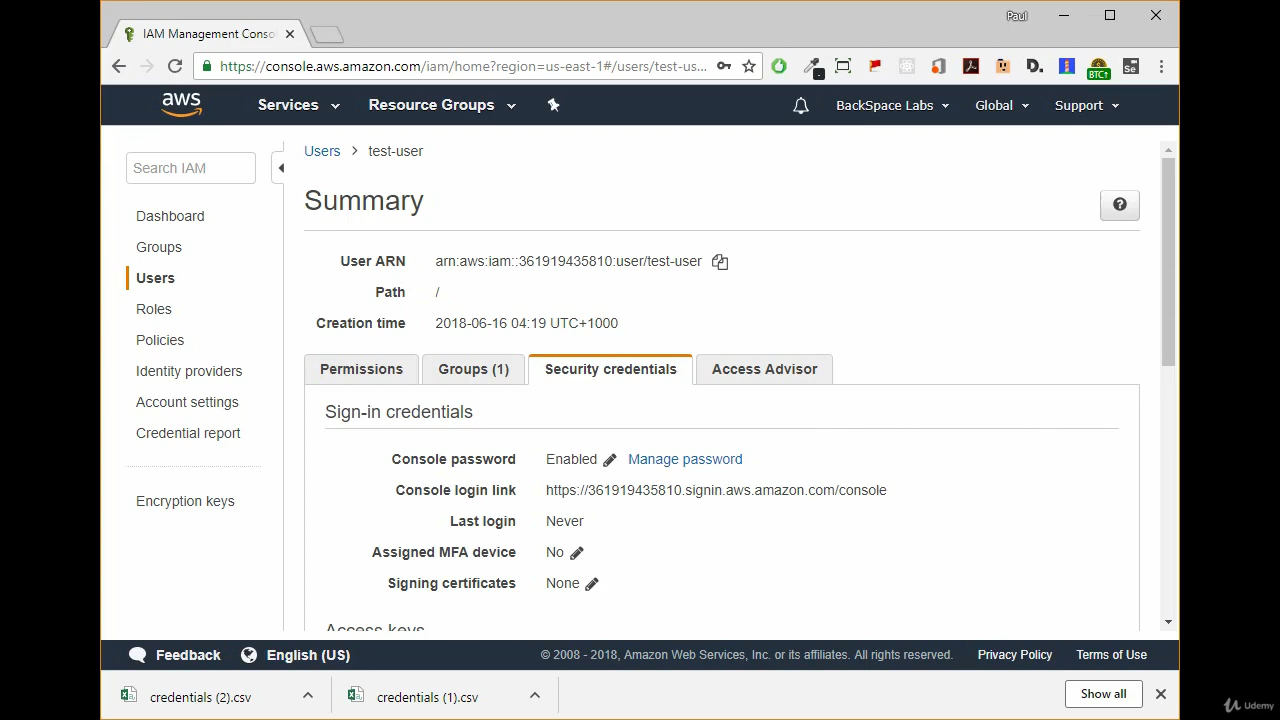 Paul
IAM Management Conso
https://console.aws.amazon.com/iam/home?region=us-east-1#/users/test-us...
BTC↑
Se
aws
Services
Resource Groups
BackSpace Labs
Global
Support
Search IAM
Dashboard
Groups
Users
Roles
Policies
Identity providers
Account settings
Credential report
Encryption keys
Users > test-user
Summary
User ARN arn:aws:iam::361919435810:user/test-user
Path /
Creation time 2018-06-16 04:19 UTC+1000
Permissions
Groups (1)
Security credentials
Access Advisor
Sign-in credentials
Console password Enabled Manage password
Console login link https://361919435810.signin.aws.amazon.com/console
Last login Never
Assigned MFA device No
Signing certificates None
Access keys
Feedback
English (US)
© 2008 - 2018, Amazon Web Services, Inc. or its affiliates. All rights reserved.
Privacy Policy
Terms of Use
credentials (2).csv
credentials (1).csv
Show all
Udemy